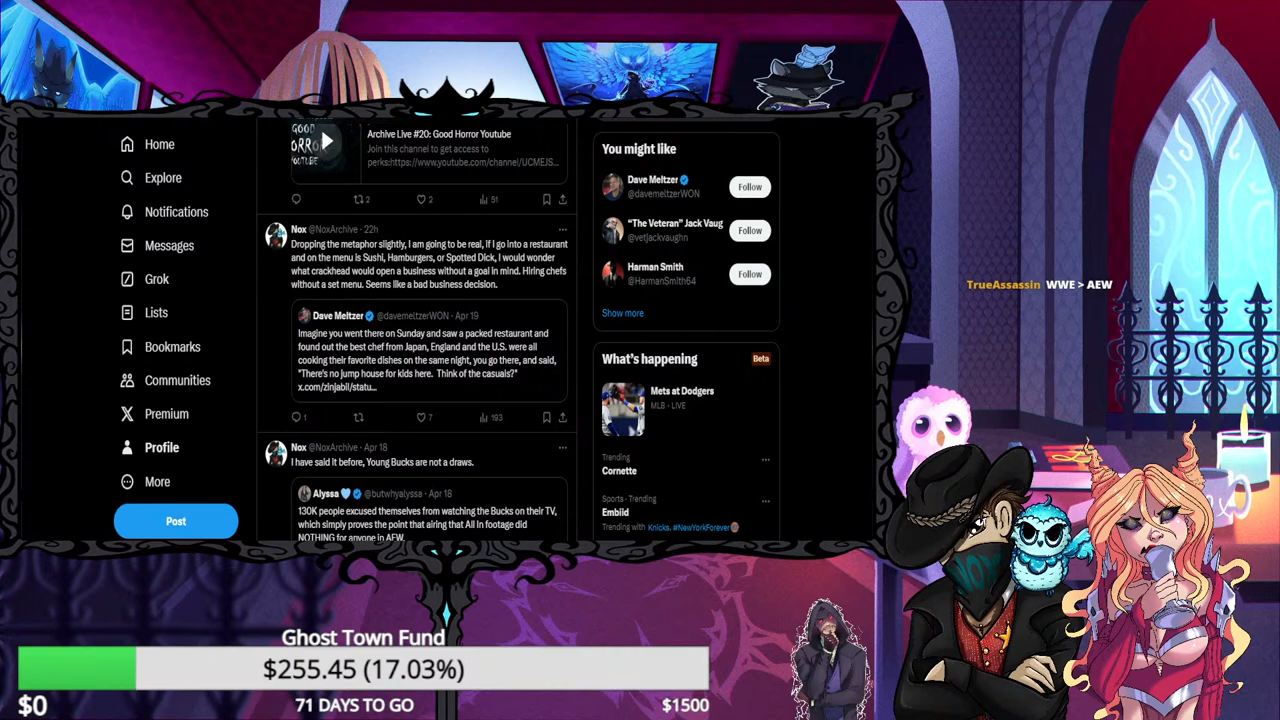 Home
Explore
Notifications
Messages
Grok
Lists
Bookmarks
Communities
Premium
Profile
More
Post
GOOD
YOUTUBE
Archive Live #20: Good Horror Youtube
Join this channel to get access to
perks:https://www.youtube.com/channel/UCMEJS...
2
2
51
Nox @NoxArchive · 22h
Dropping the metaphor slightly, I am going to be real, if I go into a restaurant
and on the menu is Sushi, Hamburgers, or Spotted Dick, I would wonder
what crackhead would open a business without a goal in mind. Hiring chefs
without a set menu. Seems like a bad business decision.
Dave Meltzer @davemeltzerWON · Apr 19
Imagine you went there on Sunday and saw a packed restaurant and
found out the best chef from Japan, England and the U.S. were all
cooking their favorite dishes on the same night, you go there, and said,
"There's no jump house for kids here. Think of the casuals?"
x.com/zinjabil/statu...
1
7
193
Nox @NoxArchive · Apr 18
I have said it before, Young Bucks are not a draws.
Alyssa @butwhyalyssa · Apr 18
130K people excused themselves from watching the Bucks on their TV,
which simply proves the point that airing that All In footage did
NOTHING for anyone in AEW.
You might like
Dave Meltzer
@davemeltzerWON
Follow
“The Veteran” Jack Vaug
@vetjackvaughn
Follow
Harman Smith
@HarmanSmith64
Follow
Show more
What's happening
Beta
Mets at Dodgers
MLB · LIVE
Trending
Cornette
Sports · Trending
Embiid
Trending with Knicks, #NewYorkForever
TrueAssassin WWE > AEW
Ghost Town Fund
$255.45 (17.03%)
$0
71 DAYS TO GO
$1500